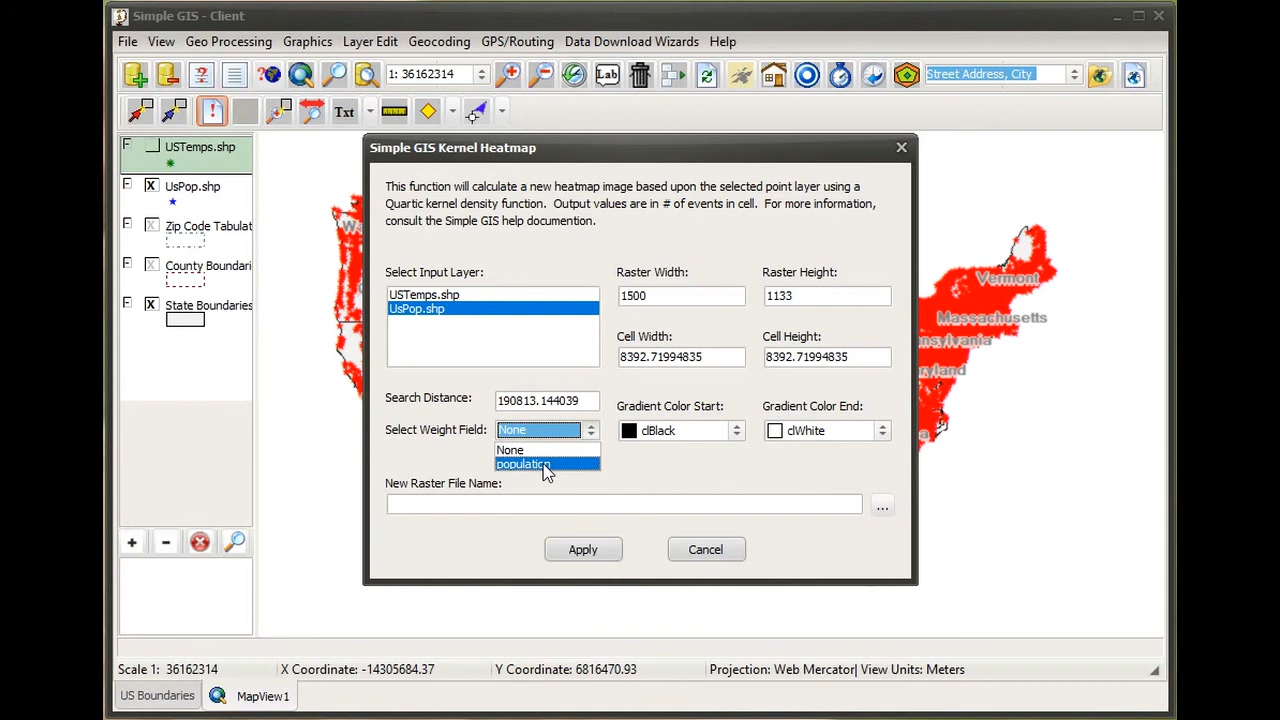 Simple GIS - Client
File View Geo Processing Graphics Layer Edit Geocoding GPS/Routing Data Download Wizards Help
1: 36162314 Lab Street Address, City
Txt
USTemps.shp
UsPop.shp
Zip Code Tabulat
County Boundari
State Boundaries
Simple GIS Kernel Heatmap
This function will calculate a new heatmap image based upon the selected point layer using a
Quartic kernel density function. Output values are in # of events in cell. For more information,
consult the Simple GIS help documention.
Select Input Layer: Raster Width: Raster Height:
USTemps.shp 1500 1133
UsPop.shp
Cell Width: Cell Height:
8392.71994835 8392.71994835
Search Distance: 190813.144039 Gradient Color Start: Gradient Color End:
Select Weight Field: None clBlack clWhite
None
population
New Raster File Name:
...
Apply Cancel
Wa
Vermont
Massachusetts
nsylvania
ryland
a
Scale 1: 36162314 X Coordinate: -14305684.37 Y Coordinate: 6816470.93 Projection: Web Mercator| View Units: Meters
US Boundaries MapView1